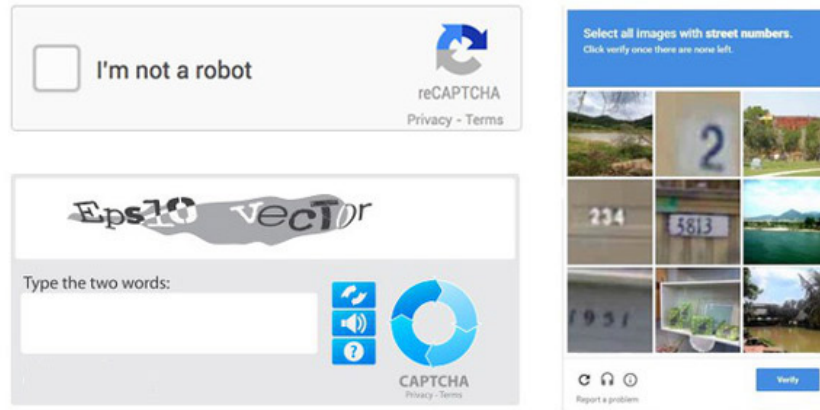 I'm not a robot
reCAPTCHA
Privacy - Terms
Eps10 vector
Type the two words:
CAPTCHA
Privacy - Terms
Select all images with street numbers.
Click verify once there are none left.
2
234
5813
Report a problem
Verify